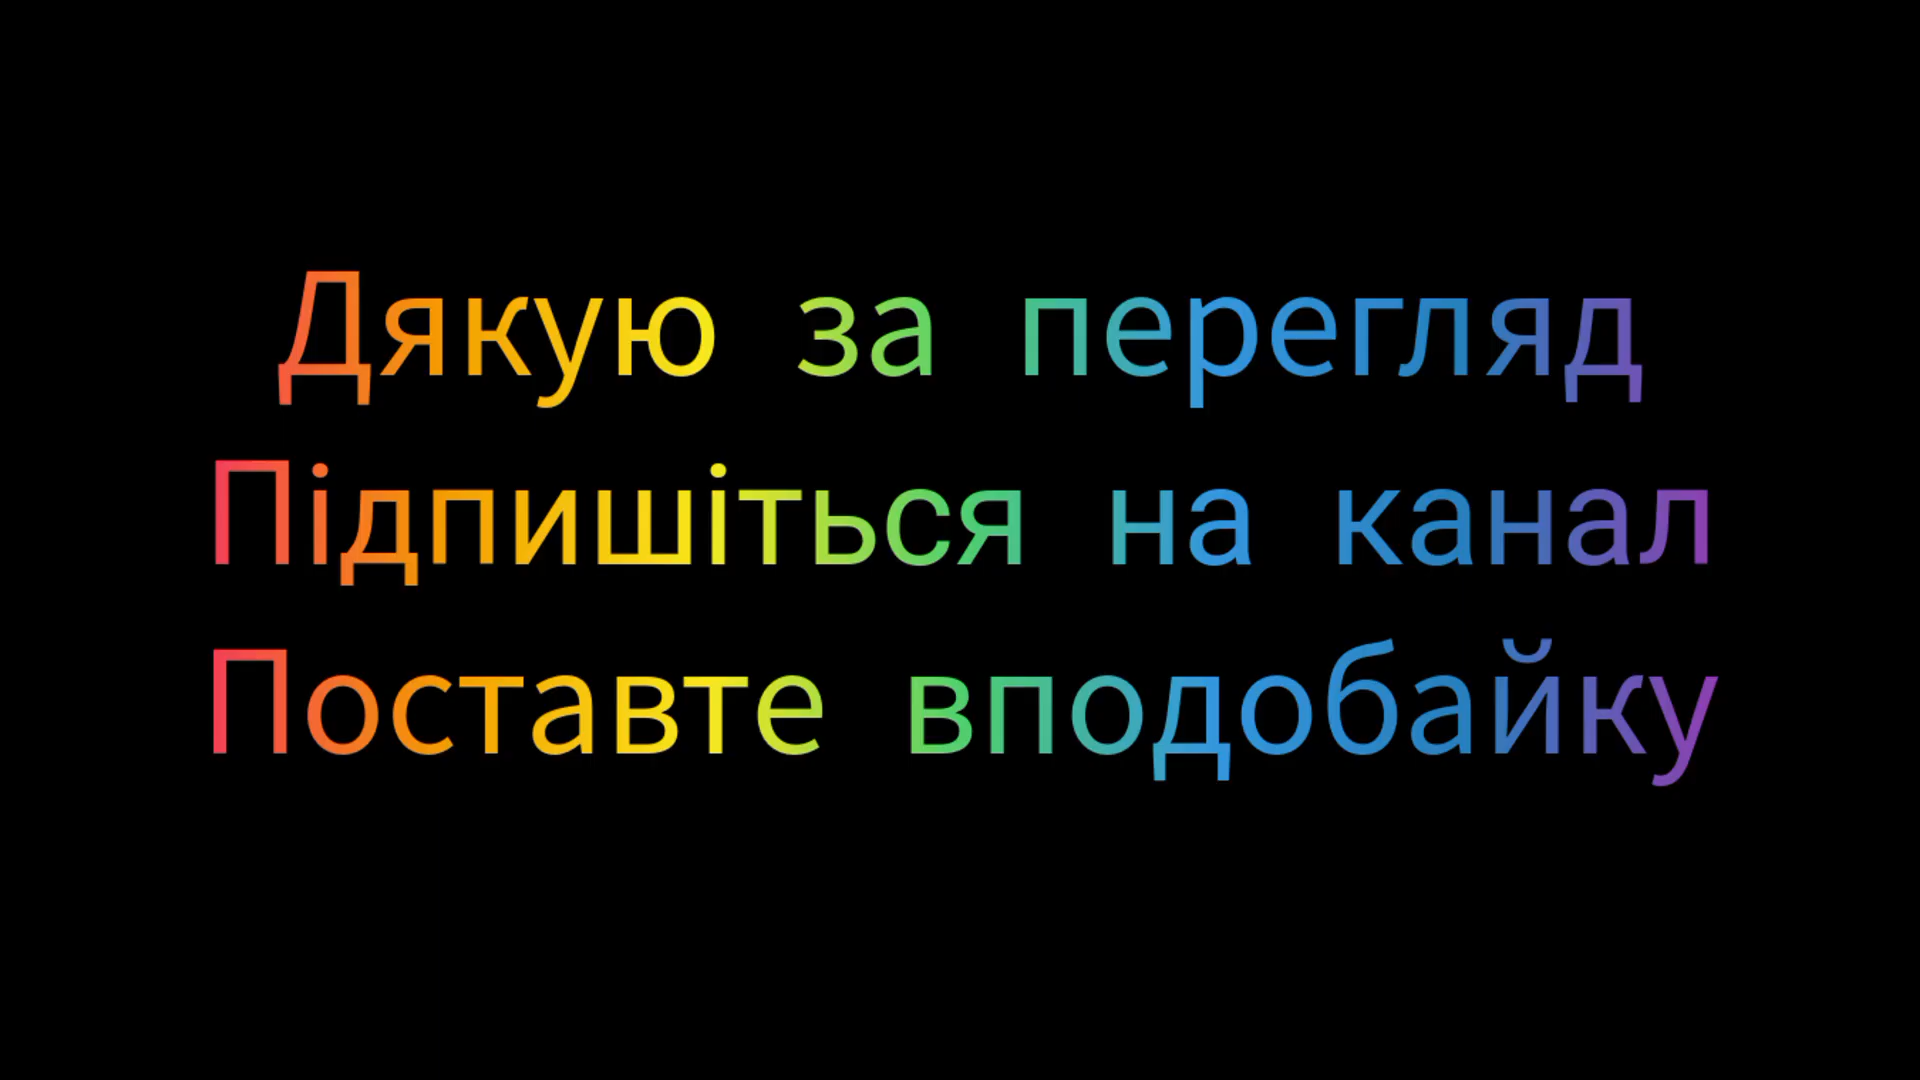 Дякую за перегляд
Підпишіться на канал
Поставте вподобайку